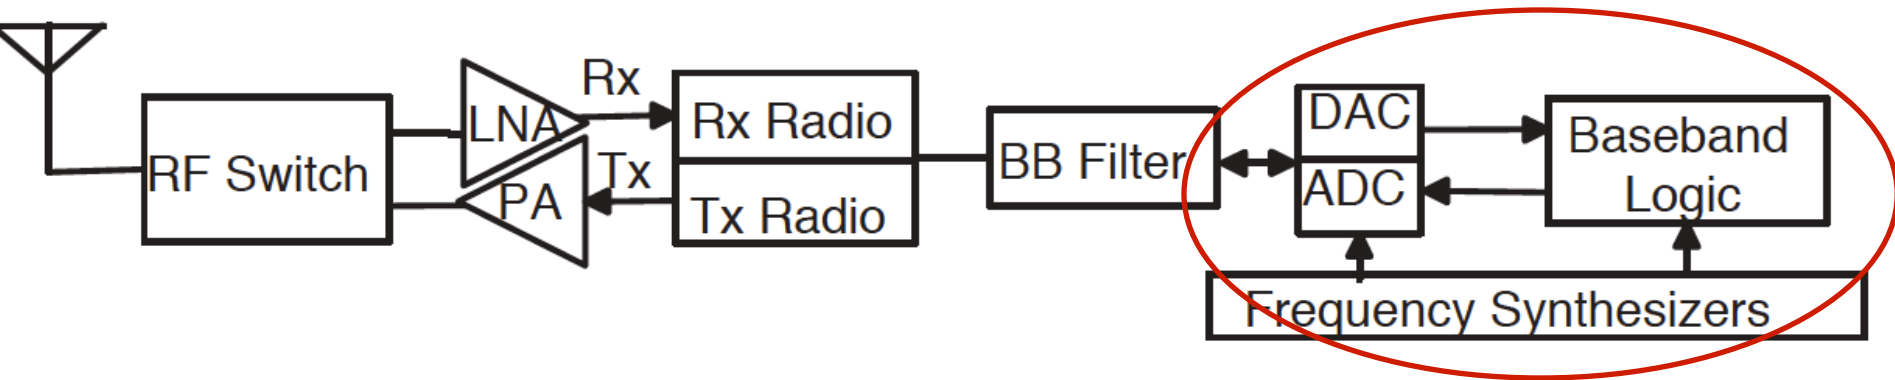 RF Switch
LNA
PA
Rx
Tx
Rx Radio
Tx Radio
BB Filter
DAC
ADC
Baseband
Logic
Frequency Synthesizers